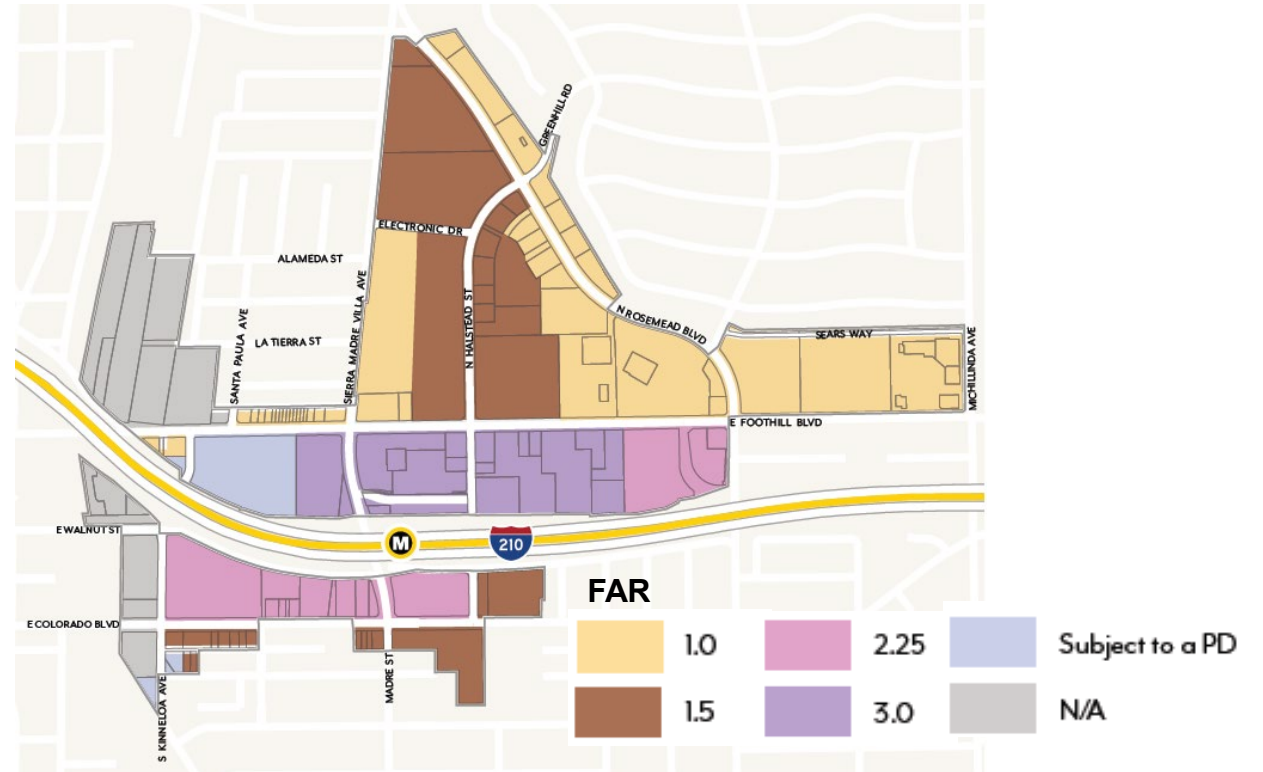 GREENHILL RD
ELECTRONIC DR
ALAMEDA ST
SANTA PAULA AVE
LA TIERRA ST
SIERRA MADRE VILLA AVE
N HALSTEAD ST
N ROSEMEAD BLVD
SEARS WAY
MICHILLINDA AVE
E FOOTHILL BLVD
E WALNUT ST
M
210
E COLORADO BLVD
MADRE ST
S KINNELOA AVE
FAR
1.0
2.25
Subject to a PD
1.5
3.0
N/A